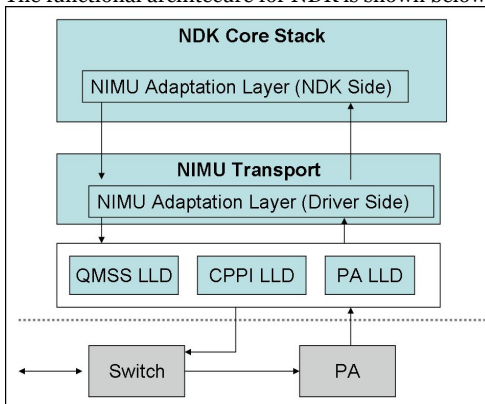 The functional architecture for NDK is shown below
NDK Core Stack
NIMU Adaptation Layer (NDK Side)
NIMU Transport
NIMU Adaptation Layer (Driver Side)
QMSS LLD
CPPI LLD
PA LLD
Switch
PA